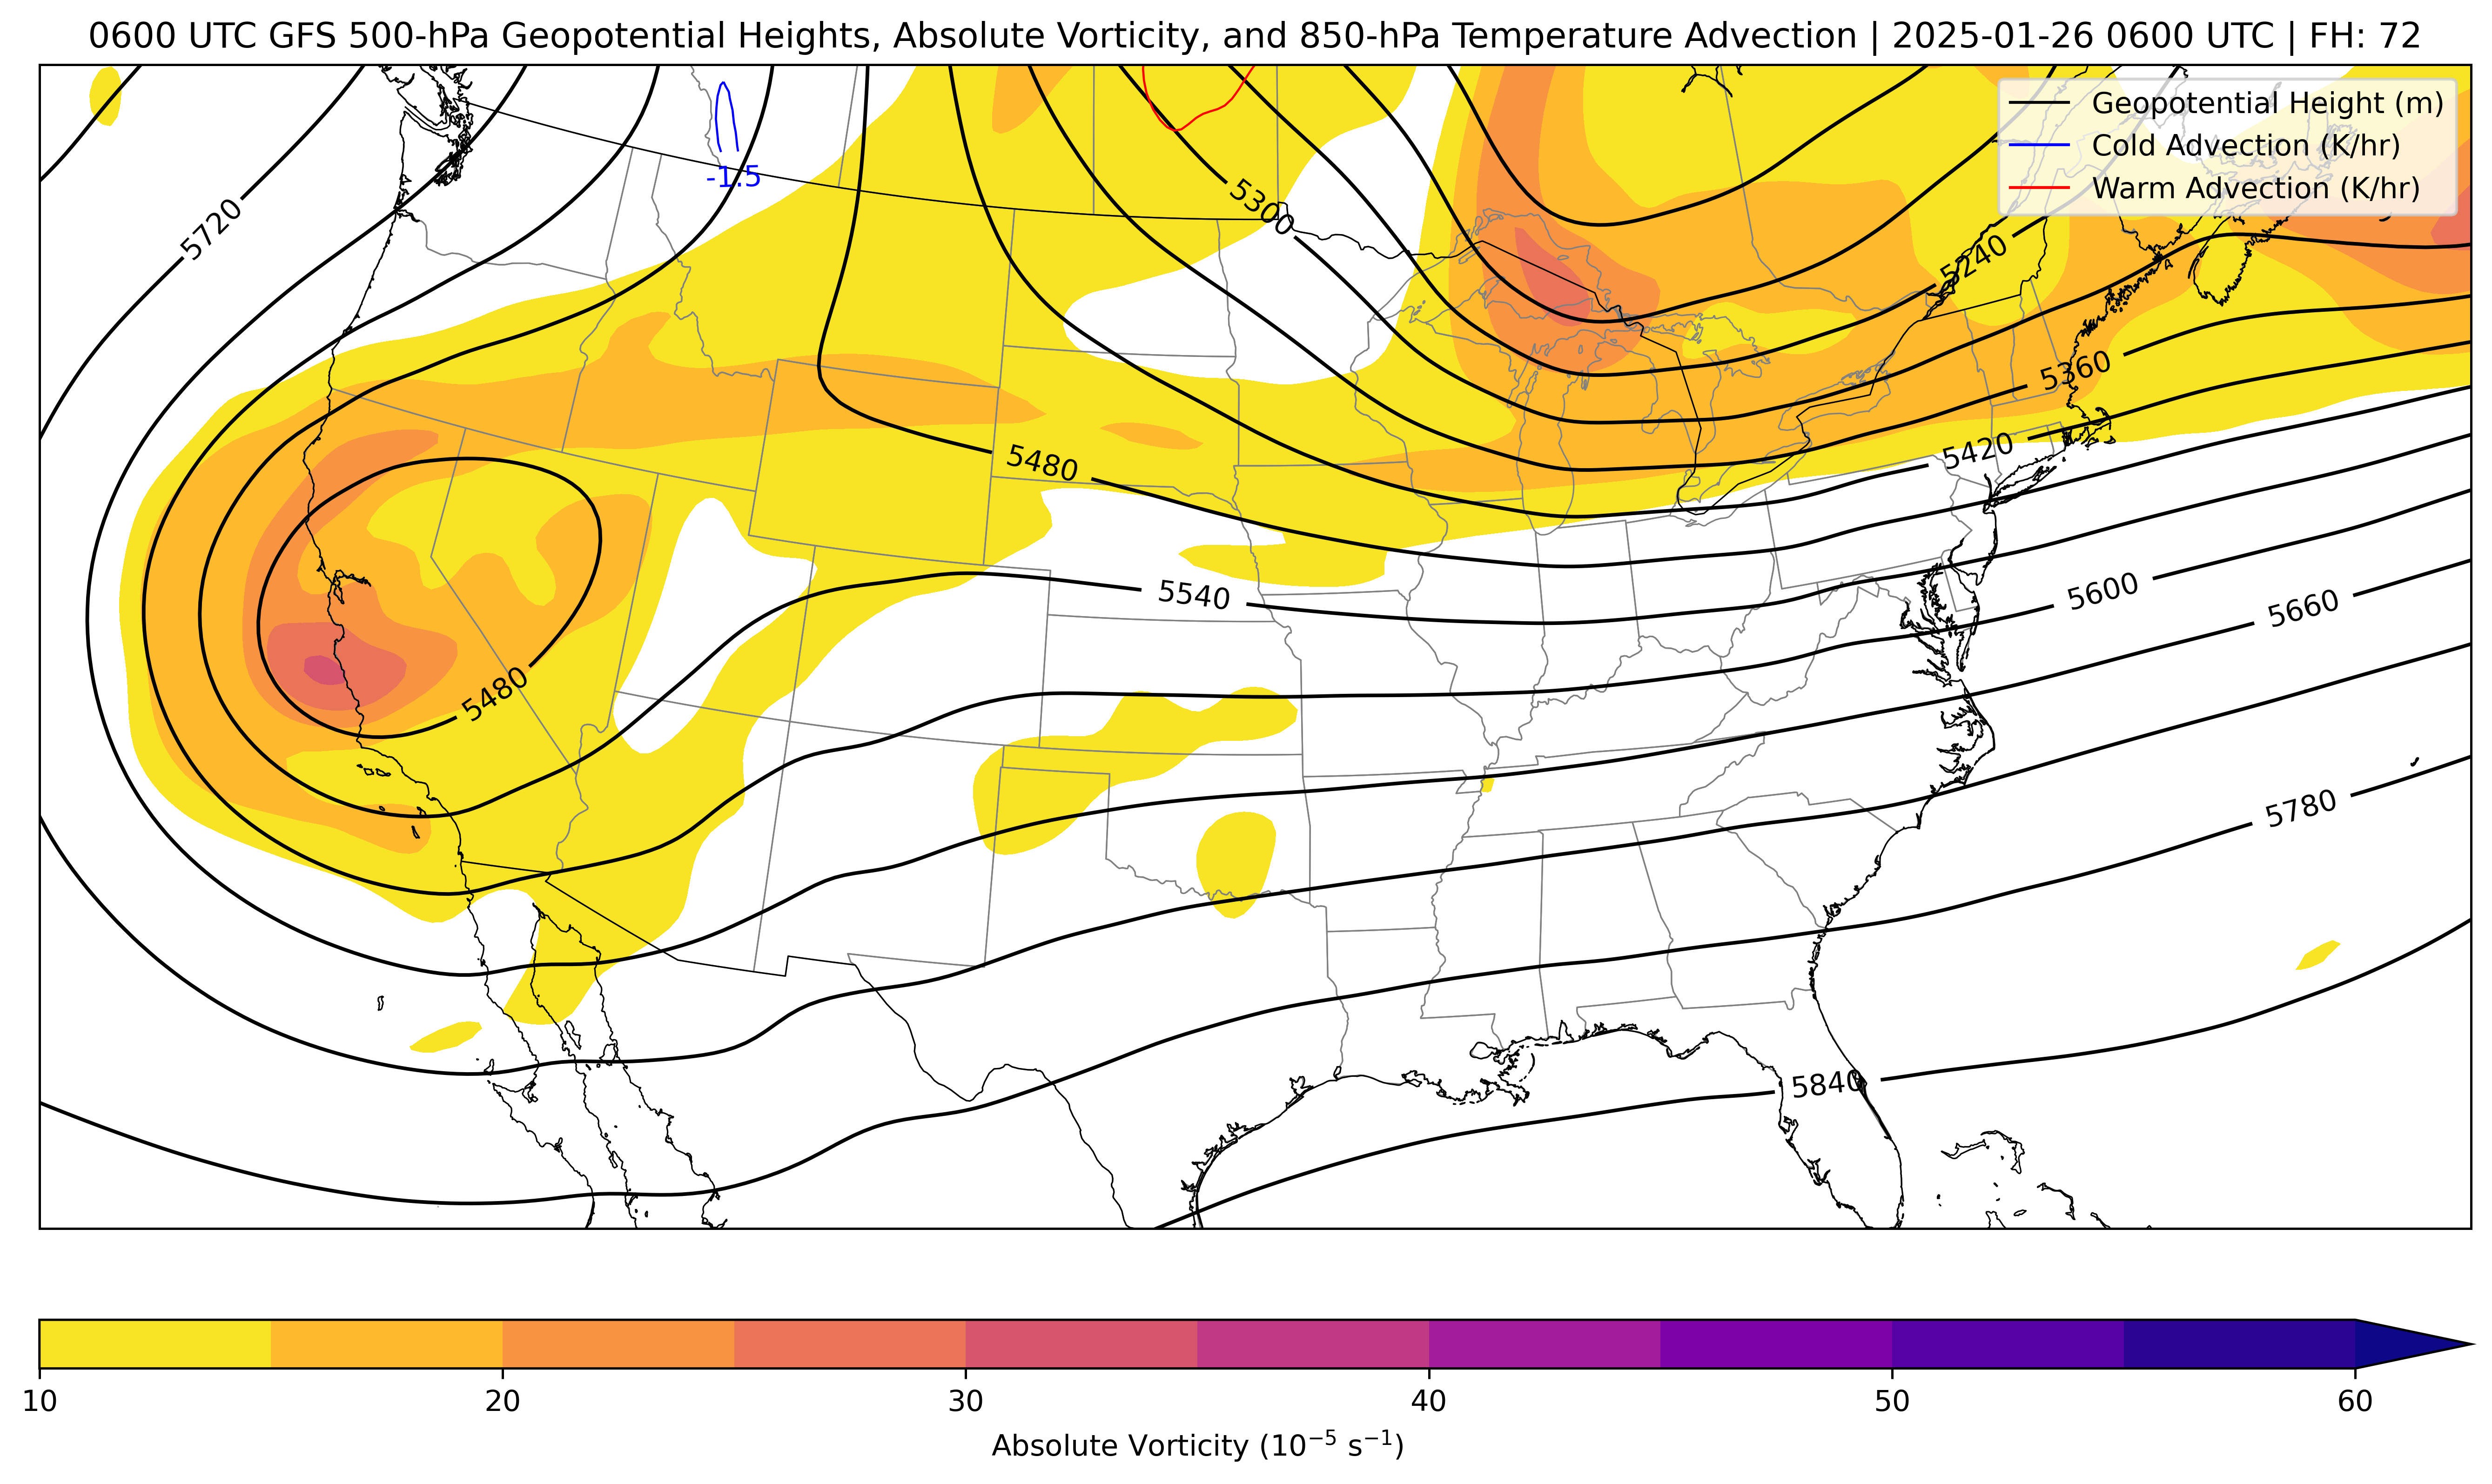 0600 UTC GFS 500-hPa Geopotential Heights, Absolute Vorticity, and 850-hPa Temperature Advection | 2025-01-26 0600 UTC | FH: 72
Geopotential Height (m)
Cold Advection (K/hr)
Warm Advection (K/hr)
-1.5
5720
5300
5240
5360
5420
5480
5540
5600
5660
5480
5780
5840
10 20 30 40 50 60
Absolute Vorticity (10⁻⁵ s⁻¹)